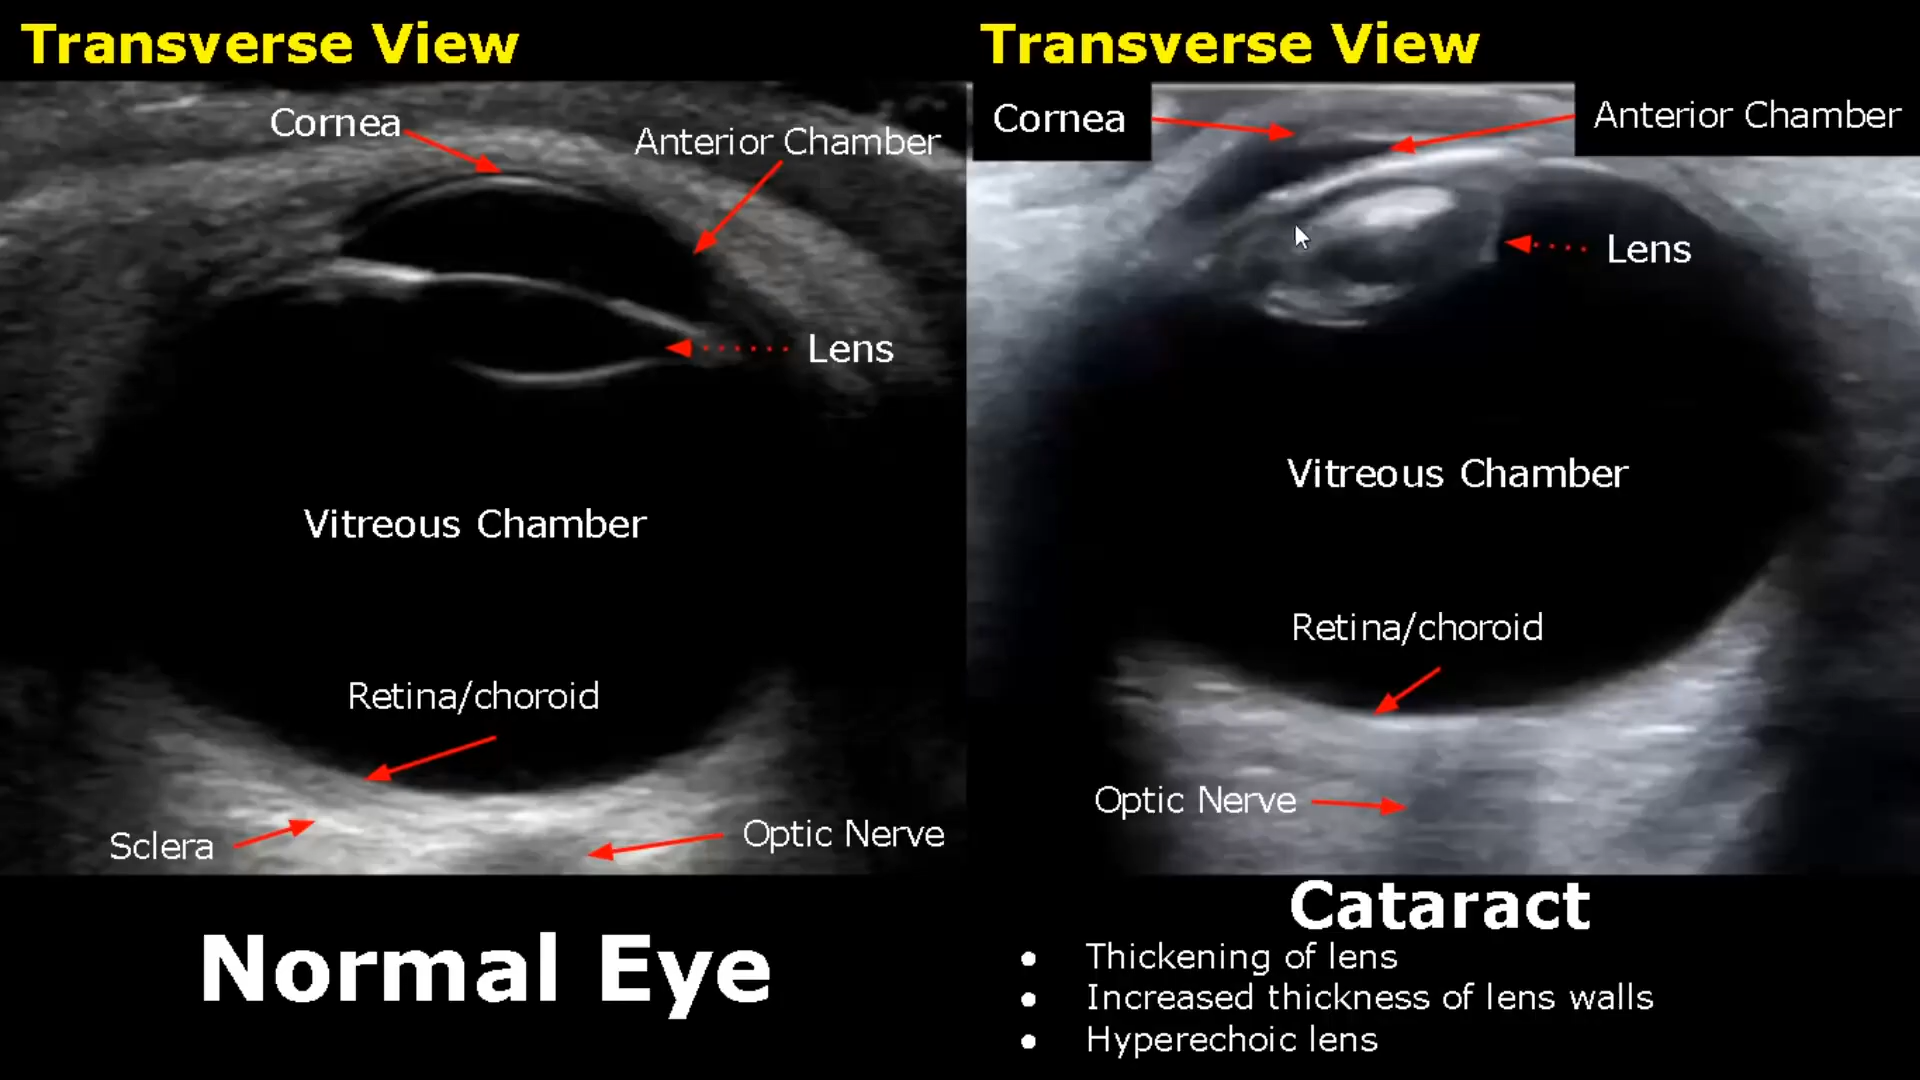 Transverse View
Cornea
Anterior Chamber
Lens
Vitreous Chamber
Retina/choroid
Sclera
Optic Nerve
Normal Eye
Transverse View
Cornea
Anterior Chamber
Lens
Vitreous Chamber
Retina/choroid
Optic Nerve
Cataract
• Thickening of lens
• Increased thickness of lens walls
• Hyperechoic lens